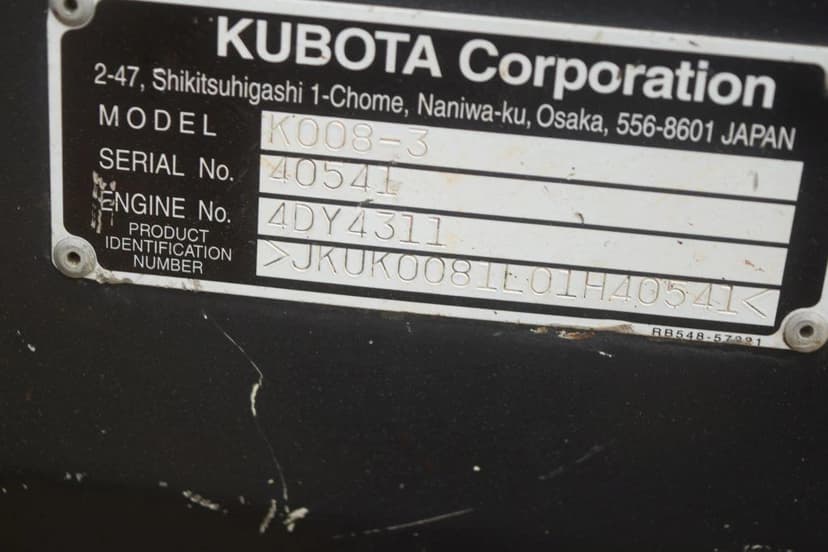 KUBOTA Corporation
2-47, Shikitsuhigashi 1-Chome, Naniwa-ku, Osaka, 556-8601 JAPAN
MODEL K008-3
SERIAL No. 40541
ENGINE No. 4DY4311
PRODUCT IDENTIFICATION NUMBER >JKUK0081E01H40541<